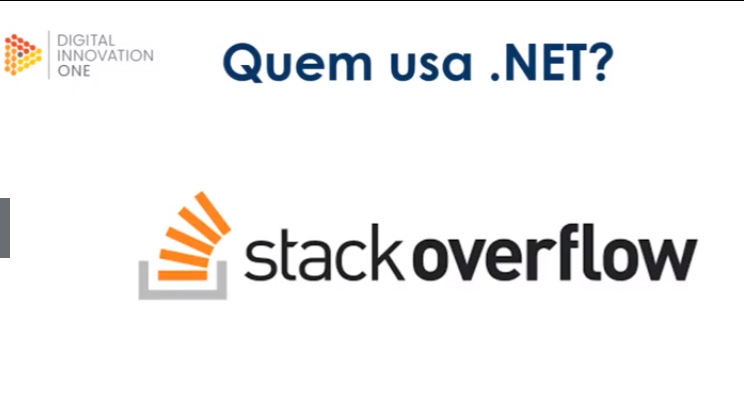 DIGITAL
INNOVATION
ONE
Quem usa .NET?
stackoverflow